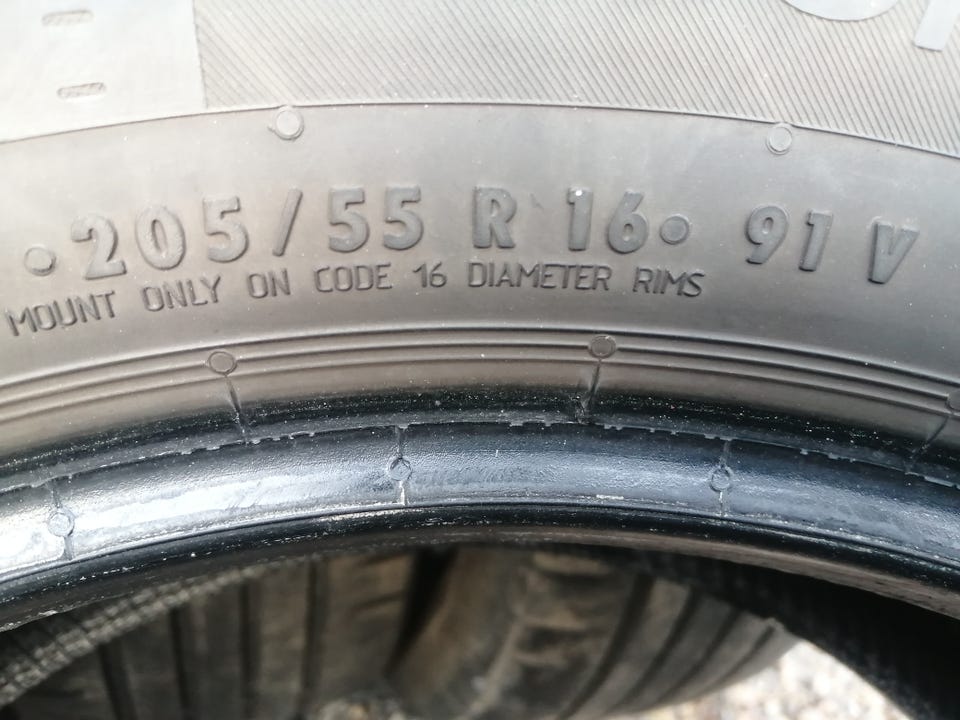 205/55 R 16 91 V
MOUNT ONLY ON CODE 16 DIAMETER RIMS